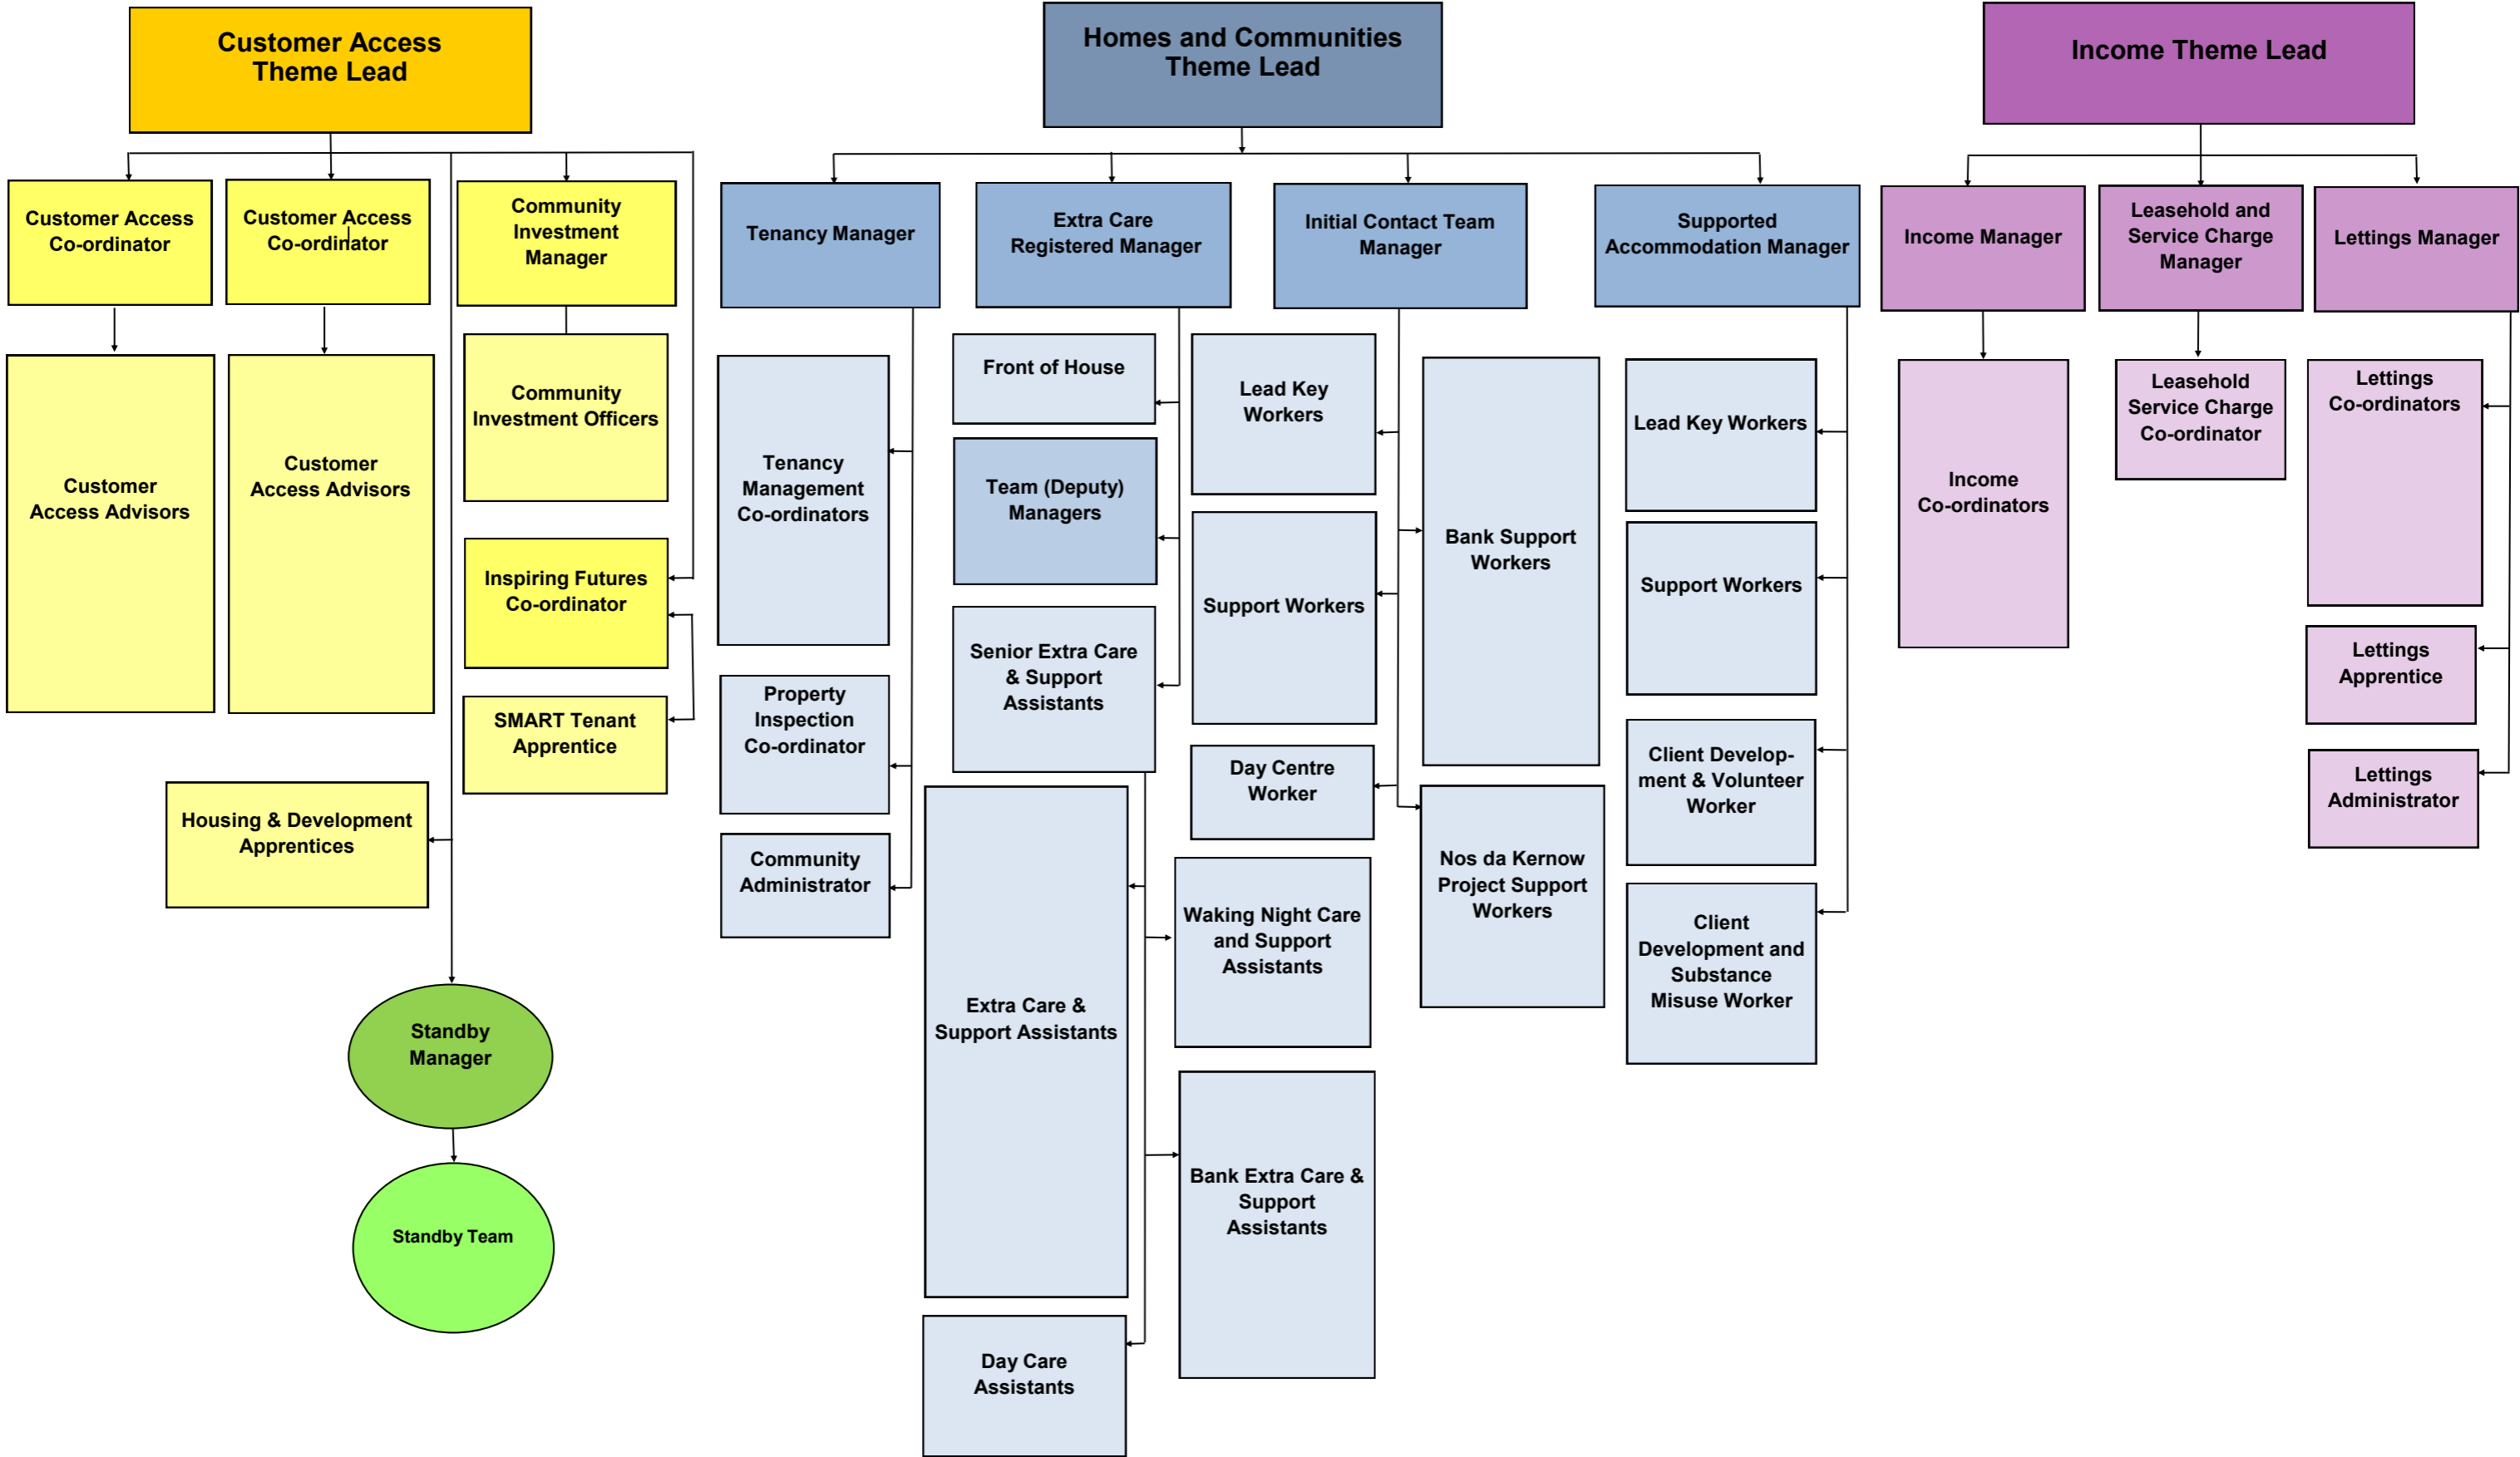 Customer Access
Theme Lead
Homes and Communities
Theme Lead
Income Theme Lead
Customer Access
Co-ordinator
Customer Access
Co-ordinator
Community
Investment
Manager
Tenancy Manager
Extra Care
Registered Manager
Initial Contact Team
Manager
Supported
Accommodation Manager
Income Manager
Leasehold and
Service Charge
Manager
Lettings Manager
Customer
Access Advisors
Customer
Access Advisors
Community
Investment Officers
Inspiring Futures
Co-ordinator
SMART Tenant
Apprentice
Housing & Development
Apprentices
Standby
Manager
Standby Team
Tenancy
Management
Co-ordinators
Property
Inspection
Co-ordinator
Community
Administrator
Front of House
Team (Deputy)
Managers
Senior Extra Care
& Support
Assistants
Extra Care &
Support Assistants
Day Care
Assistants
Waking Night Care
and Support
Assistants
Bank Extra Care &
Support
Assistants
Lead Key
Workers
Support Workers
Day Centre
Worker
Bank Support
Workers
Nos da Kernow
Project Support
Workers
Lead Key Workers
Support Workers
Client Develop-
ment & Volunteer
Worker
Client
Development and
Substance
Misuse Worker
Income
Co-ordinators
Leasehold
Service Charge
Co-ordinator
Lettings
Co-ordinators
Lettings
Apprentice
Lettings
Administrator